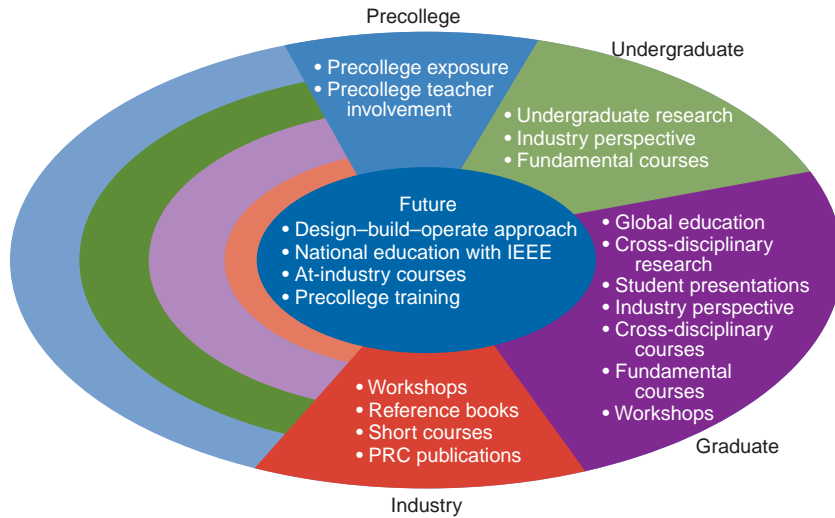 Precollege
• Precollege exposure
• Precollege teacher
involvement
Undergraduate
• Undergraduate research
• Industry perspective
• Fundamental courses
Future
• Design–build–operate approach
• National education with IEEE
• At-industry courses
• Precollege training
• Global education
• Cross-disciplinary
research
• Student presentations
• Industry perspective
• Cross-disciplinary
courses
• Fundamental
courses
• Workshops
Graduate
• Workshops
• Reference books
• Short courses
• PRC publications
Industry